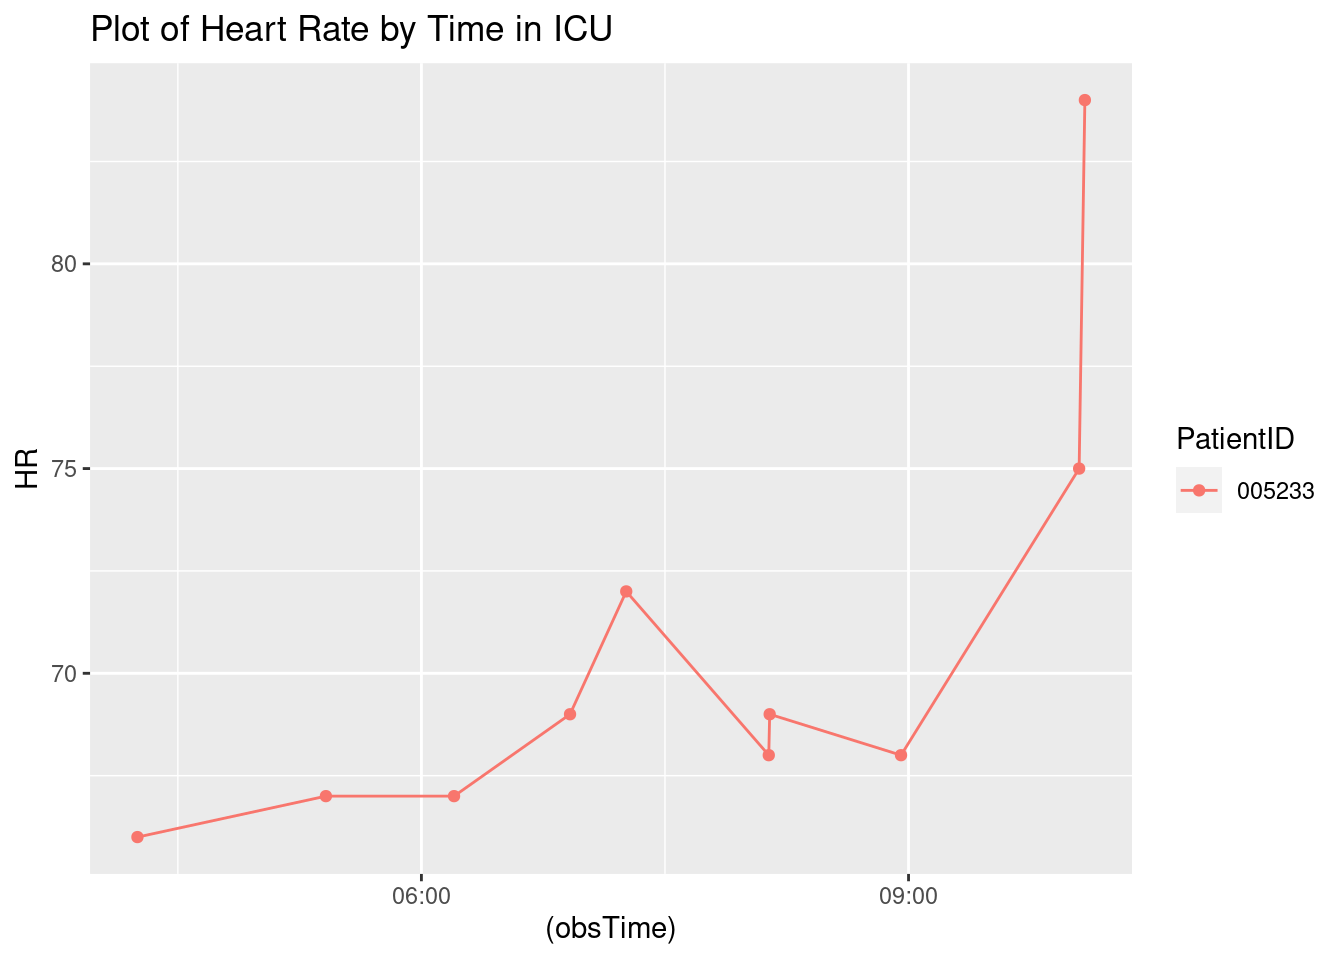 Plot of Heart Rate by Time in ICU
HR
80
75
70
06:00
09:00
(obsTime)
PatientID
005233